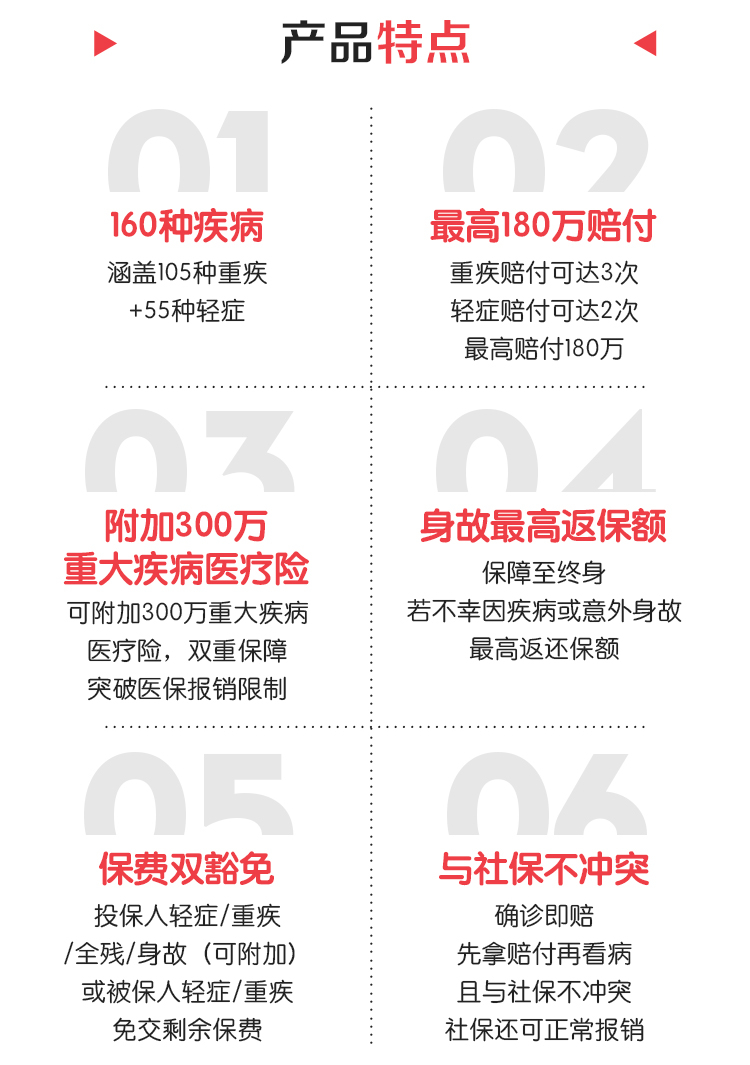 产品特点
01
160种疾病
涵盖105种重疾
+55种轻症
02
最高180万赔付
重疾赔付可达3次
轻症赔付可达2次
最高赔付180万
03
附加300万
重大疾病医疗险
可附加300万重大疾病
医疗险，双重保障
突破医保报销限制
04
身故最高返保额
保障至终身
若不幸因疾病或意外身故
最高返还保额
05
保费双豁免
投保人轻症/重疾
/全残/身故（可附加）
或被保人轻症/重疾
免交剩余保费
06
与社保不冲突
确诊即赔
先拿赔付再看病
且与社保不冲突
社保还可正常报销